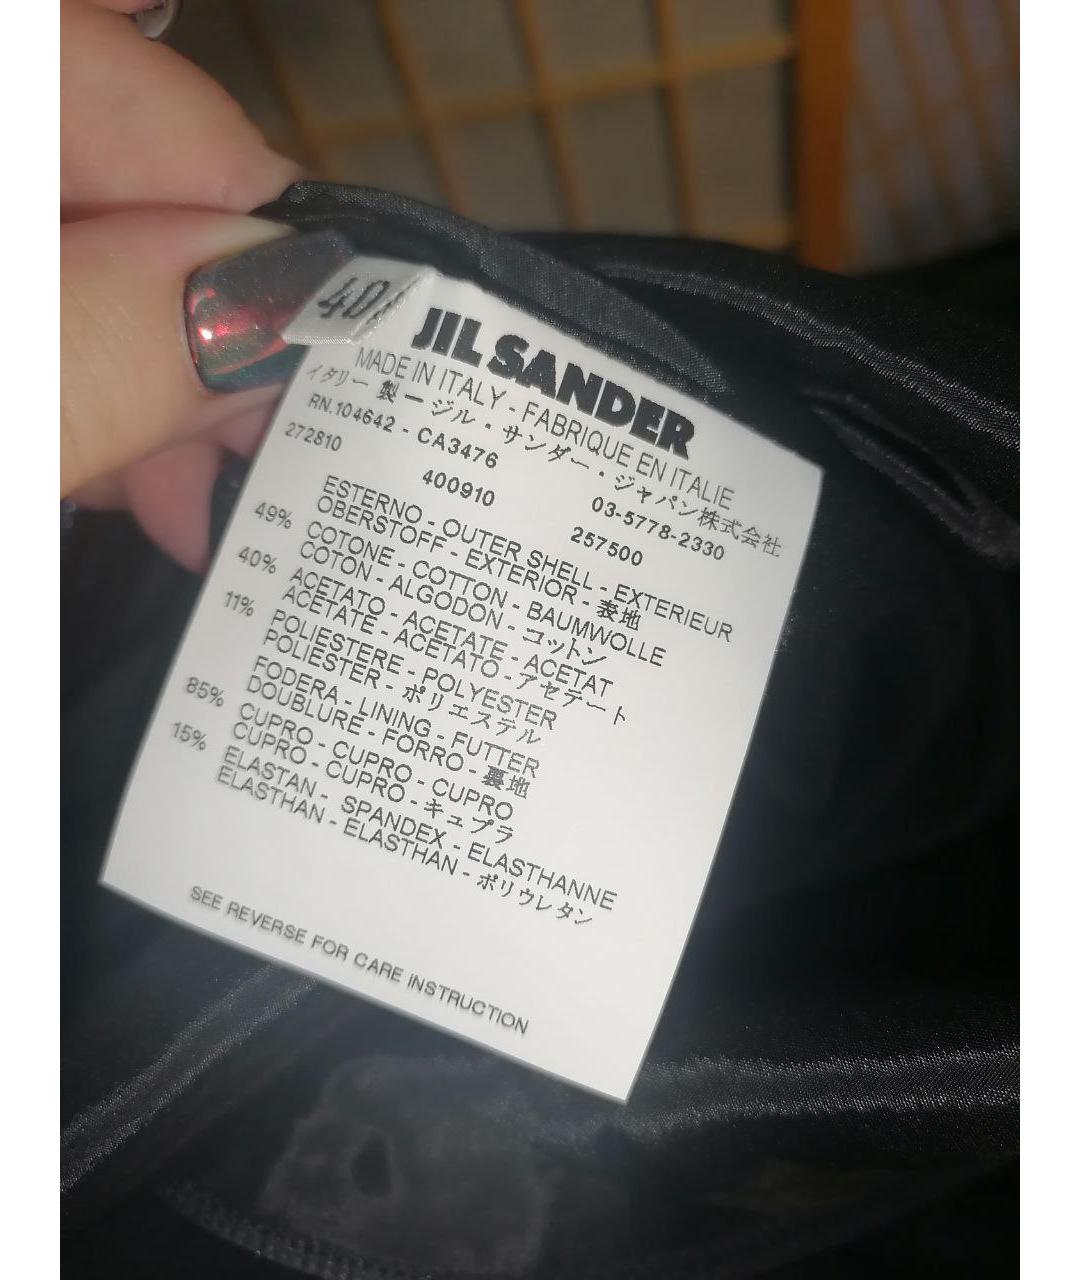 40
JIL SANDER
MADE IN ITALY - FABRIQUE EN ITALIE
イタリー 製 ー ジル・サンダー・ジャパン株式会社
RN.104642 - CA3476 03-5778-2330
272810 400910 257500
ESTERNO - OUTER SHELL - EXTERIEUR
OBERSTOFF - EXTERIOR - 表地
49% COTONE - COTTON - BAUMWOLLE
COTON - ALGODON - コットン
40% ACETATO - ACETATE - ACETAT
ACETATE - ACETATO - アセテート
11% POLIESTERE - POLYESTER
POLIESTER - ポリエステル
FODERA - LINING - FUTTER
DOUBLURE - FORRO - 裏地
85% CUPRO - CUPRO - CUPRO
CUPRO - CUPRO - キュプラ
15% ELASTAN - SPANDEX - ELASTHANNE
ELASTHAN - ELASTHAN - ポリウレタン
SEE REVERSE FOR CARE INSTRUCTION